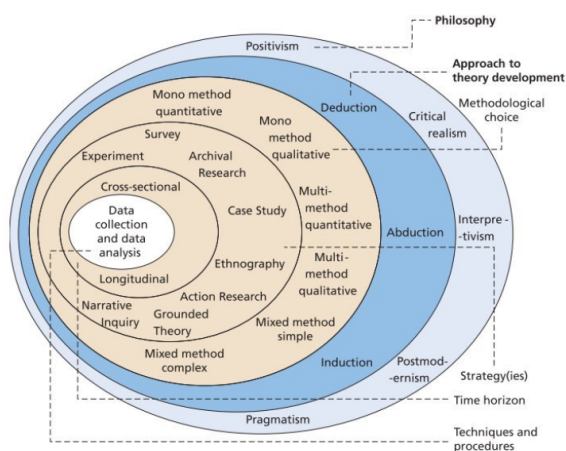 Philosophy
Positivism
Approach to
theory development
Mono method
quantitative
Deduction
Methodological
choice
Critical
realism
Mono
method
qualitative
Survey
Experiment
Archival
Research
Cross-sectional
Multi-
method
quantitative
Data
collection
and data
analysis
Case Study
Abduction
Interpre -
-tivism
Ethnography
Multi-
method
qualitative
Longitudinal
Action Research
Narrative
Inquiry
Grounded
Theory
Mixed method
simple
Mixed method
complex
Induction
Postmod-
-ernism
Strategy(ies)
Time horizon
Pragmatism
Techniques and
procedures